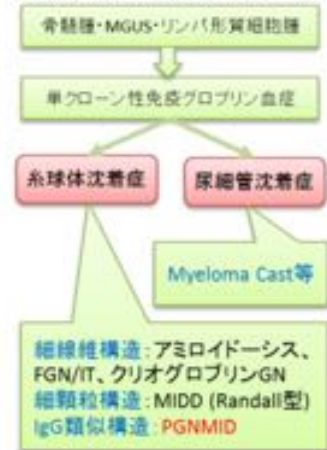 骨髄腫・MGUS・リンパ形質細胞腫
単クローン性免疫グロブリン血症
糸球体沈着症
尿細管沈着症
Myeloma Cast等
細線維構造：アミロイドーシス、
FGN/IT、クリオグロブリンGN
細顆粒構造：MIDD (Randall型)
IgG類似構造：PGNMID